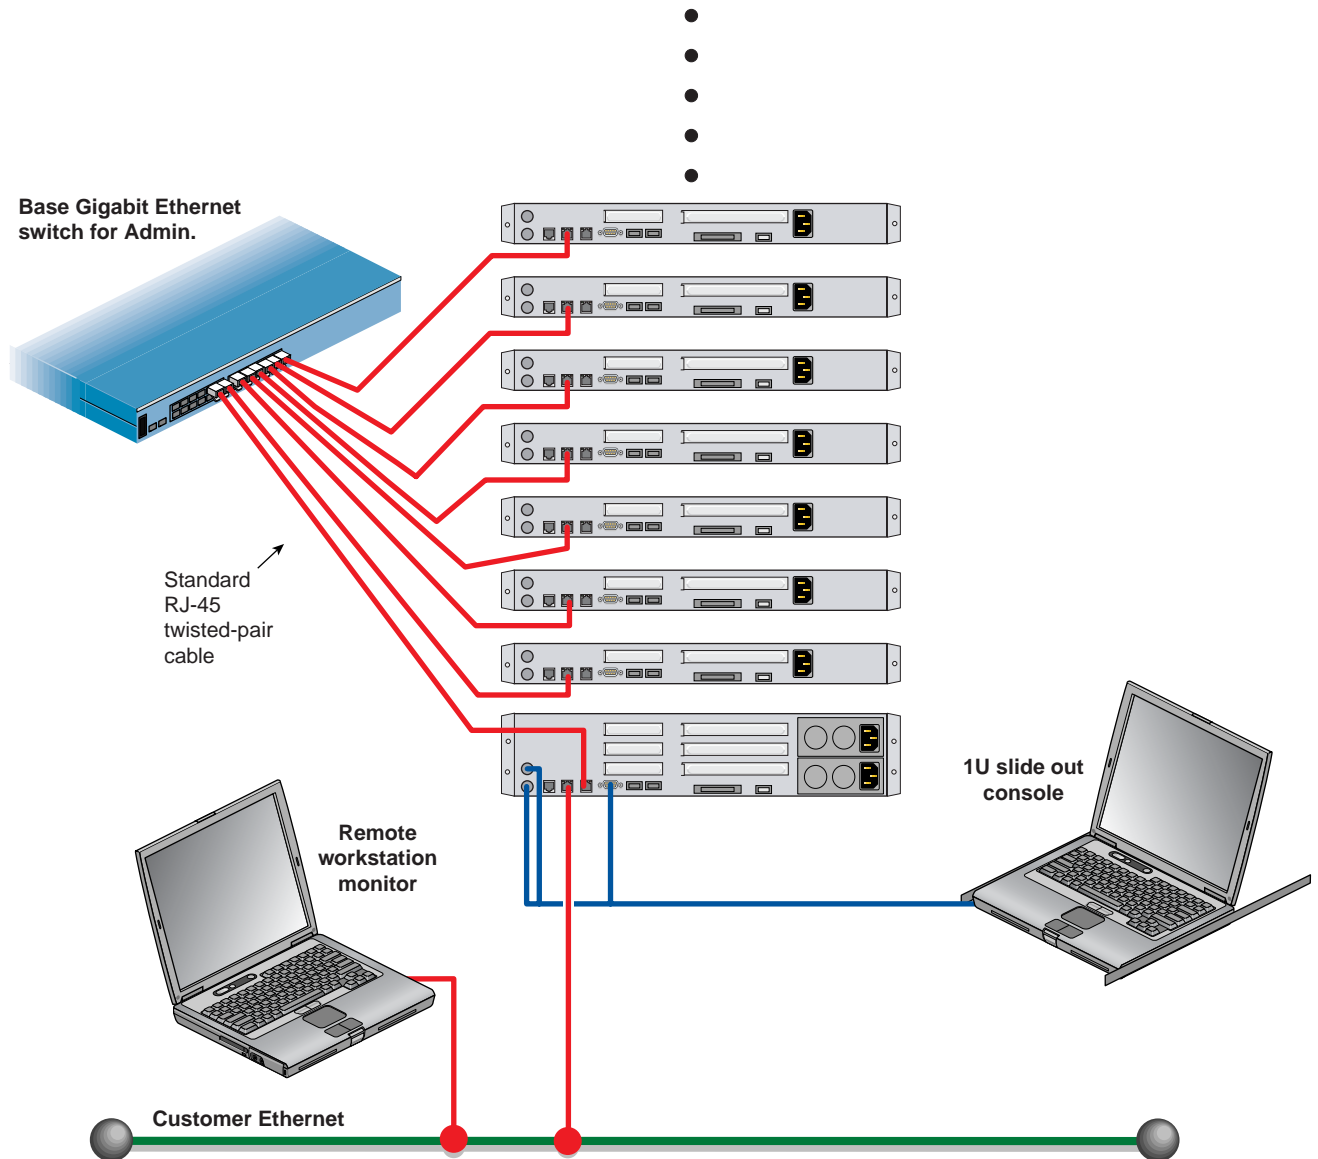 Base Gigabit Ethernet
switch for Admin.
Standard
RJ-45
twisted-pair
cable
1U slide out
console
Remote
workstation
monitor
Customer Ethernet